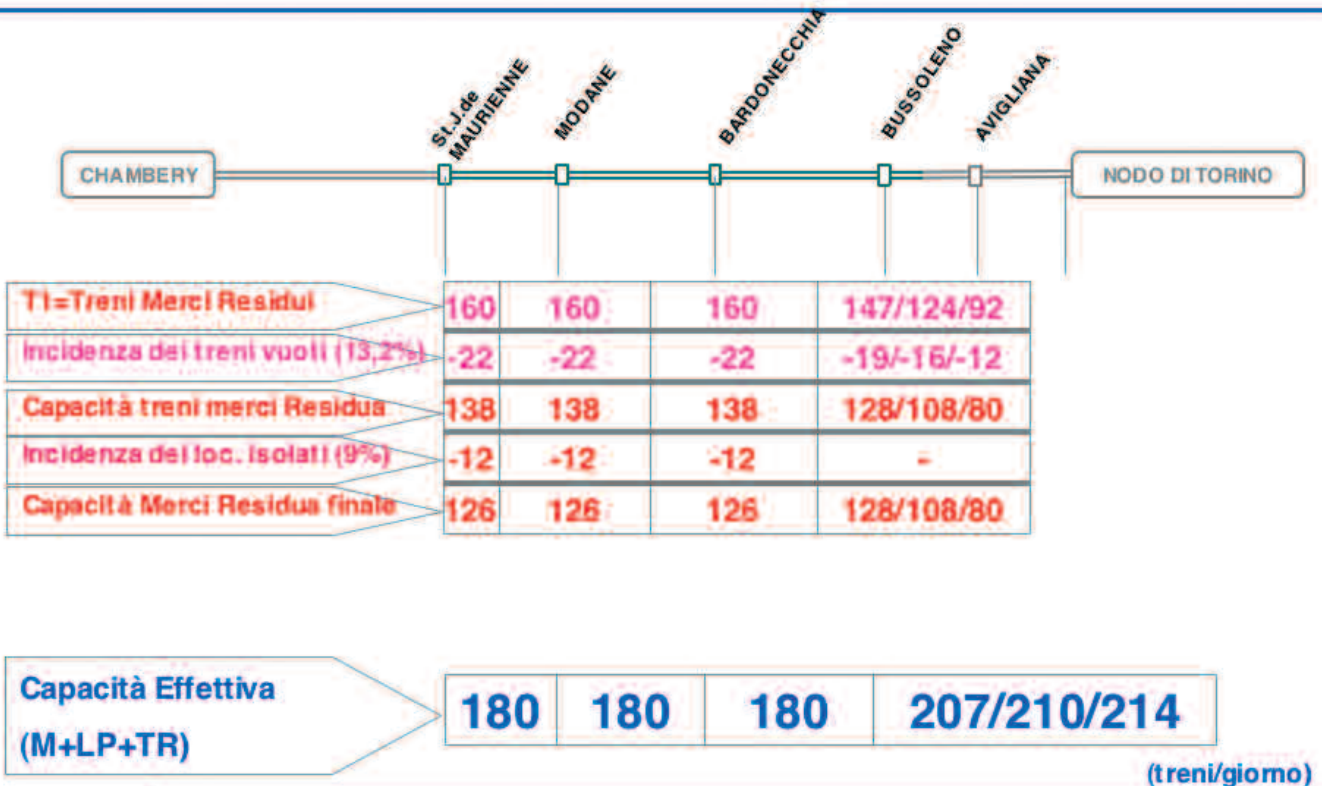 St.J.de
MAURIENNE
MODANE
BARDONECCHIA
BUSSOLENO
AVIGLIANA
CHAMBERY
NODO DI TORINO
T1=Treni Merci Residui 160 160 160 147/124/92
Incidenza dei treni vuoti (13,2%) -22 -22 -22 -19/-16/-12
Capacità treni merci Residua 138 138 138 128/108/80
Incidenza dei loc. isolati (9%) -12 -12 -12 -
Capacità Merci Residua finale 126 126 126 128/108/80
Capacità Effettiva
(M+LP+TR)
180 180 180 207/210/214
(treni/giorno)